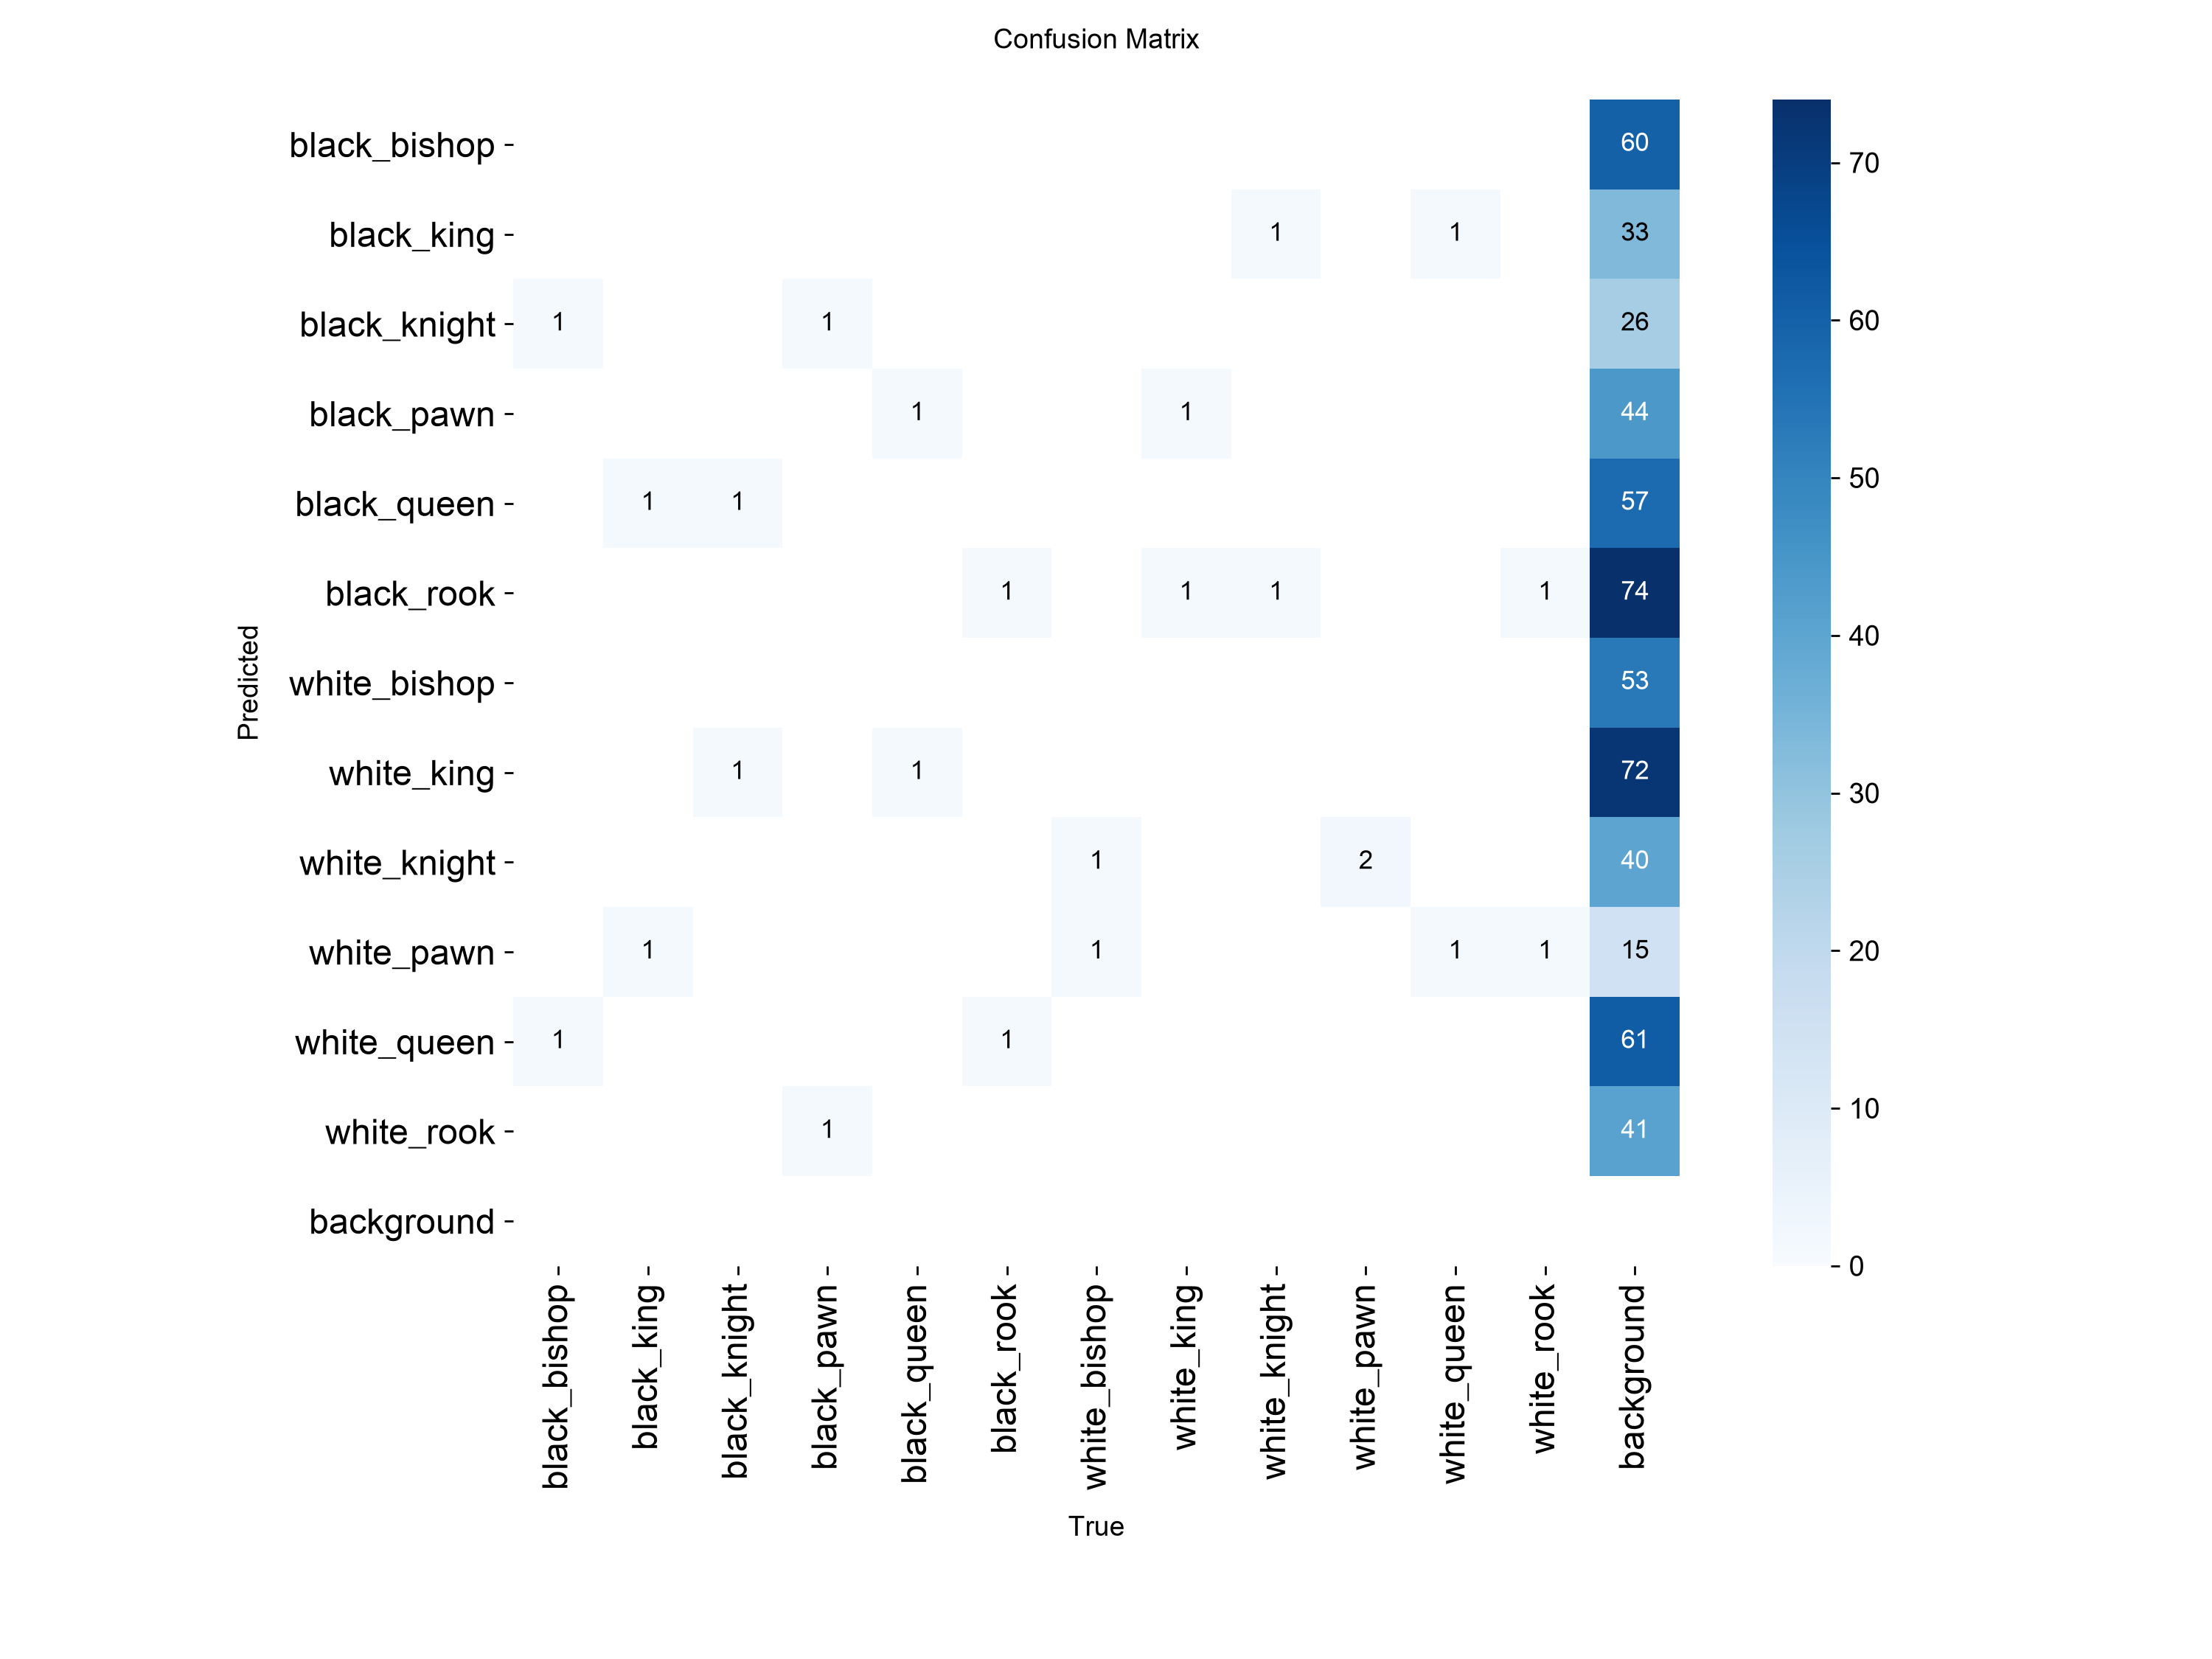 Confusion Matrix
black_bishop 60
black_king 1 1 33
black_knight 1 1 26
black_pawn 1 1 44
black_queen 1 1 57
black_rook 1 1 1 1 74
white_bishop 53
white_king 1 1 72
white_knight 1 2 40
white_pawn 1 1 1 1 15
white_queen 1 1 61
white_rook 1 41
background
Predicted
black_bishop
black_king
black_knight
black_pawn
black_queen
black_rook
white_bishop
white_king
white_knight
white_pawn
white_queen
white_rook
background
True
70
60
50
40
30
20
10
0